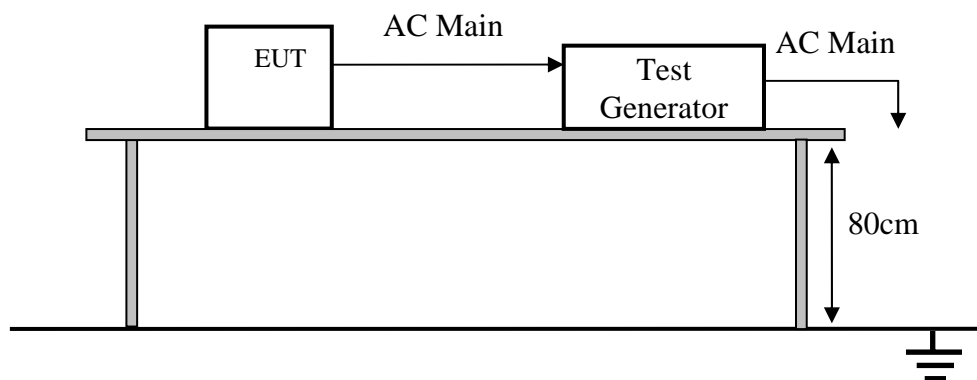 AC Main
EUT
AC Main
Test
Generator
80cm